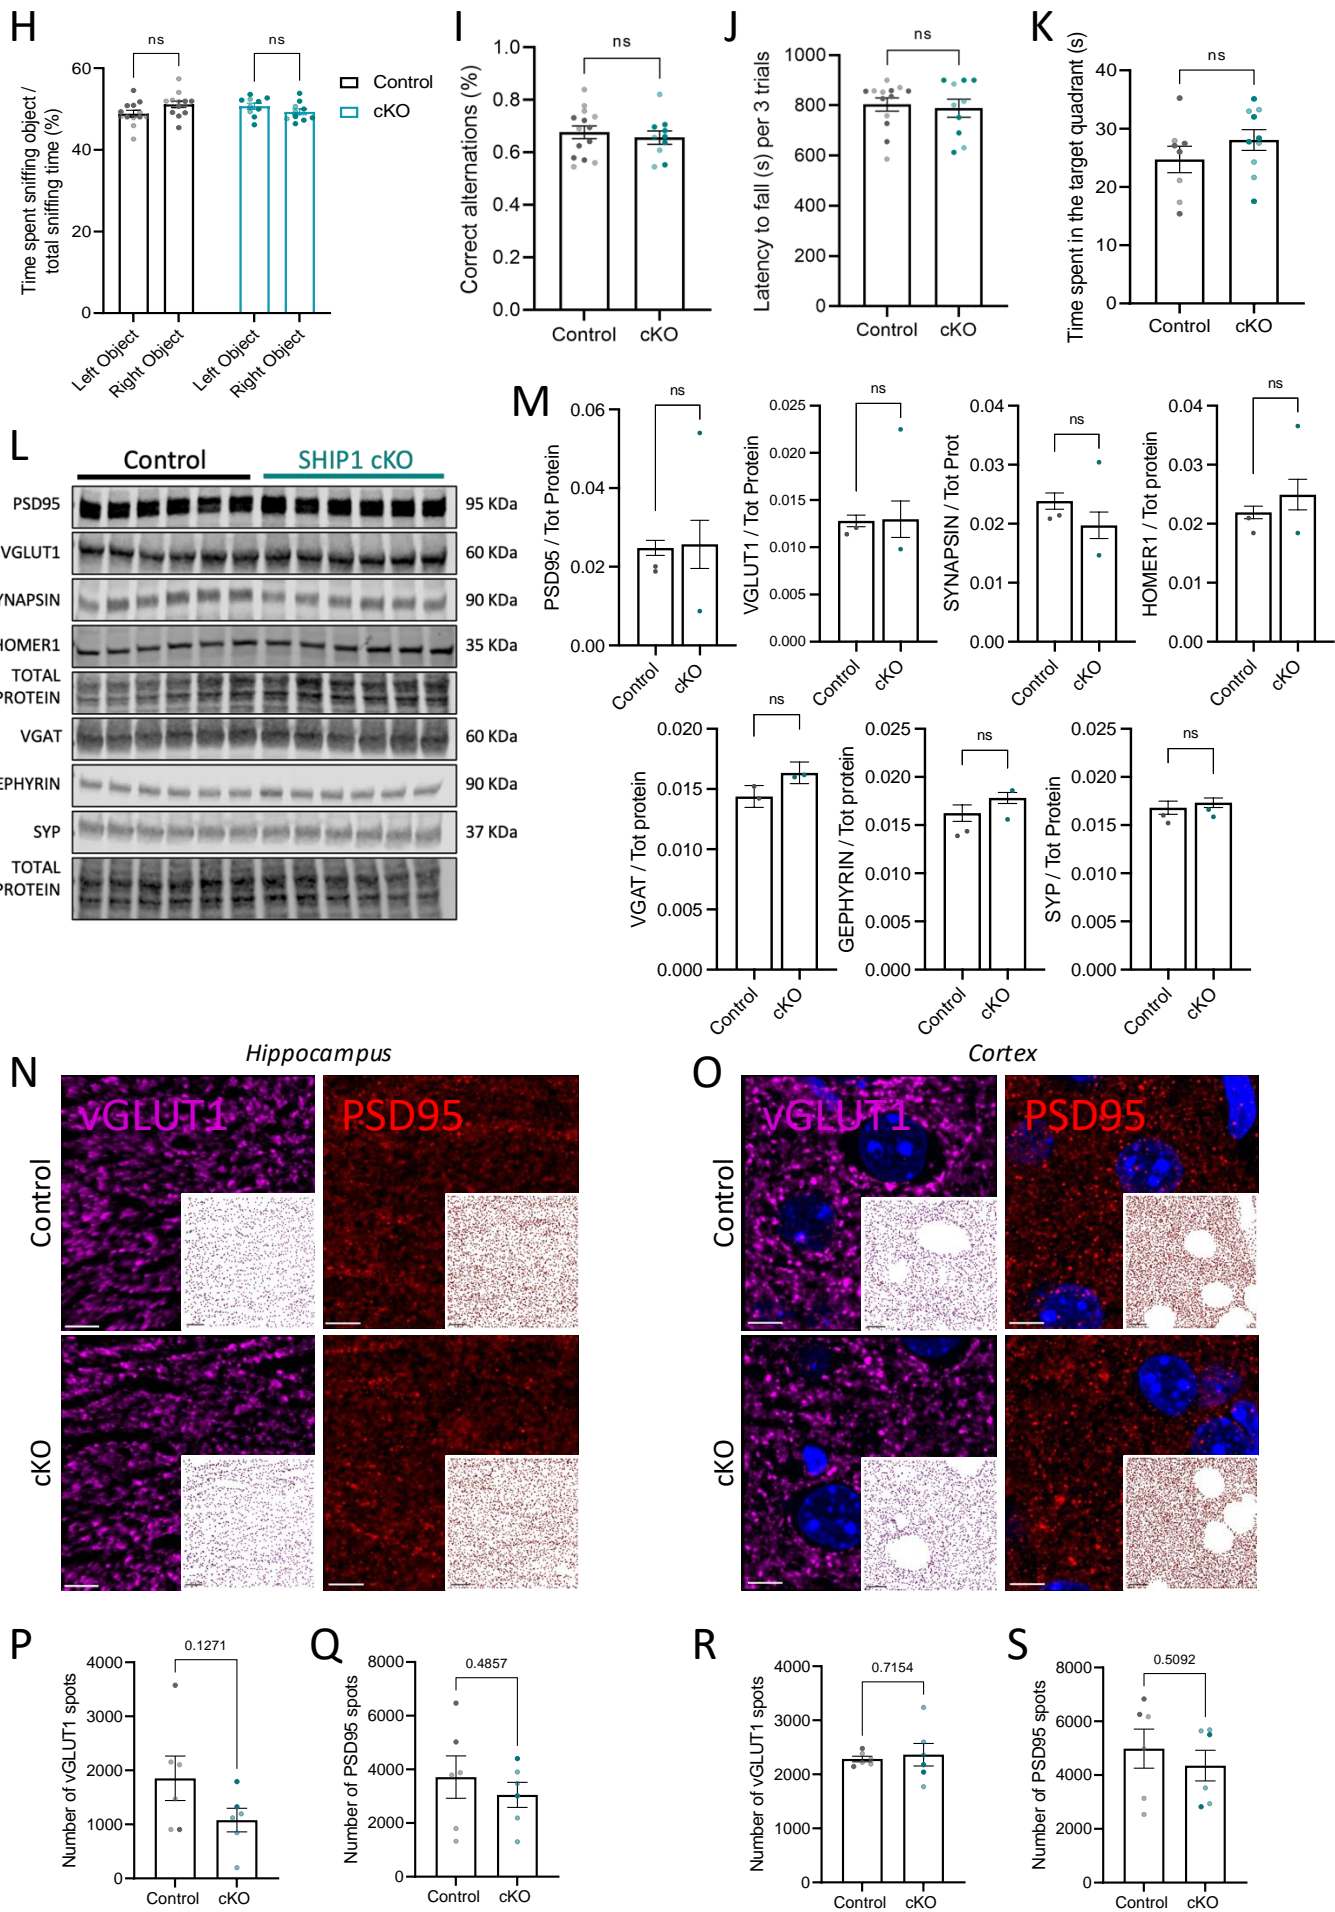 H
ns
ns
60
40
20
0
Time spent sniffing object /
total sniffing time (%)
Left Object
Right Object
Left Object
Right Object
Control
cKO
I
ns
1.0
0.8
0.6
0.4
0.2
0.0
Correct alternations (%)
Control
cKO
J
ns
1000
800
600
400
200
0
Latency to fall (s) per 3 trials
Control
cKO
K
ns
40
30
20
10
0
Time spent in the target quadrant (s)
Control
cKO
L
Control
SHIP1 cKO
PSD95
95 KDa
VGLUT1
60 KDa
YNAPSIN
90 KDa
HOMER1
35 KDa
TOTAL
PROTEIN
VGAT
60 KDa
EPHYRIN
90 KDa
SYP
37 KDa
TOTAL
PROTEIN
M
ns
0.06
0.04
0.02
0.00
PSD95 / Tot Protein
Control
cKO
ns
0.025
0.020
0.015
0.010
0.005
0.000
VGLUT1 / Tot Protein
Control
cKO
ns
0.04
0.03
0.02
0.01
0.00
SYNAPSIN / Tot Prot
Control
cKO
ns
0.04
0.03
0.02
0.01
0.00
HOMER1 / Tot protein
Control
cKO
ns
0.020
0.015
0.010
0.005
0.000
VGAT / Tot protein
Control
cKO
ns
0.025
0.020
0.015
0.010
0.005
0.000
GEPHYRIN / Tot protein
Control
cKO
ns
0.025
0.020
0.015
0.010
0.005
0.000
SYP / Tot Protein
Control
cKO
N
Hippocampus
vGLUT1
PSD95
Control
cKO
O
Cortex
vGLUT1
PSD95
Control
cKO
P
0.1271
4000
3000
2000
1000
0
Number of vGLUT1 spots
Control
cKO
Q
0.4857
8000
6000
4000
2000
0
Number of PSD95 spots
Control
cKO
R
0.7154
4000
3000
2000
1000
0
Number of vGLUT1 spots
Control
cKO
S
0.5092
8000
6000
4000
2000
0
Number of PSD95 spots
Control
cKO